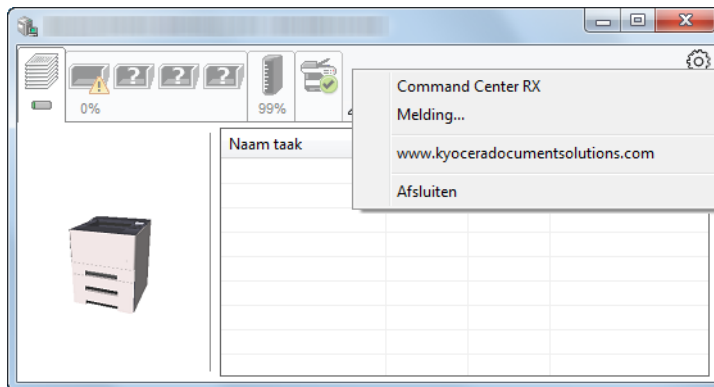 0%
99%
Naam taak
Command Center RX
Melding...
www.kyoceradocumentsolutions.com
Afsluiten